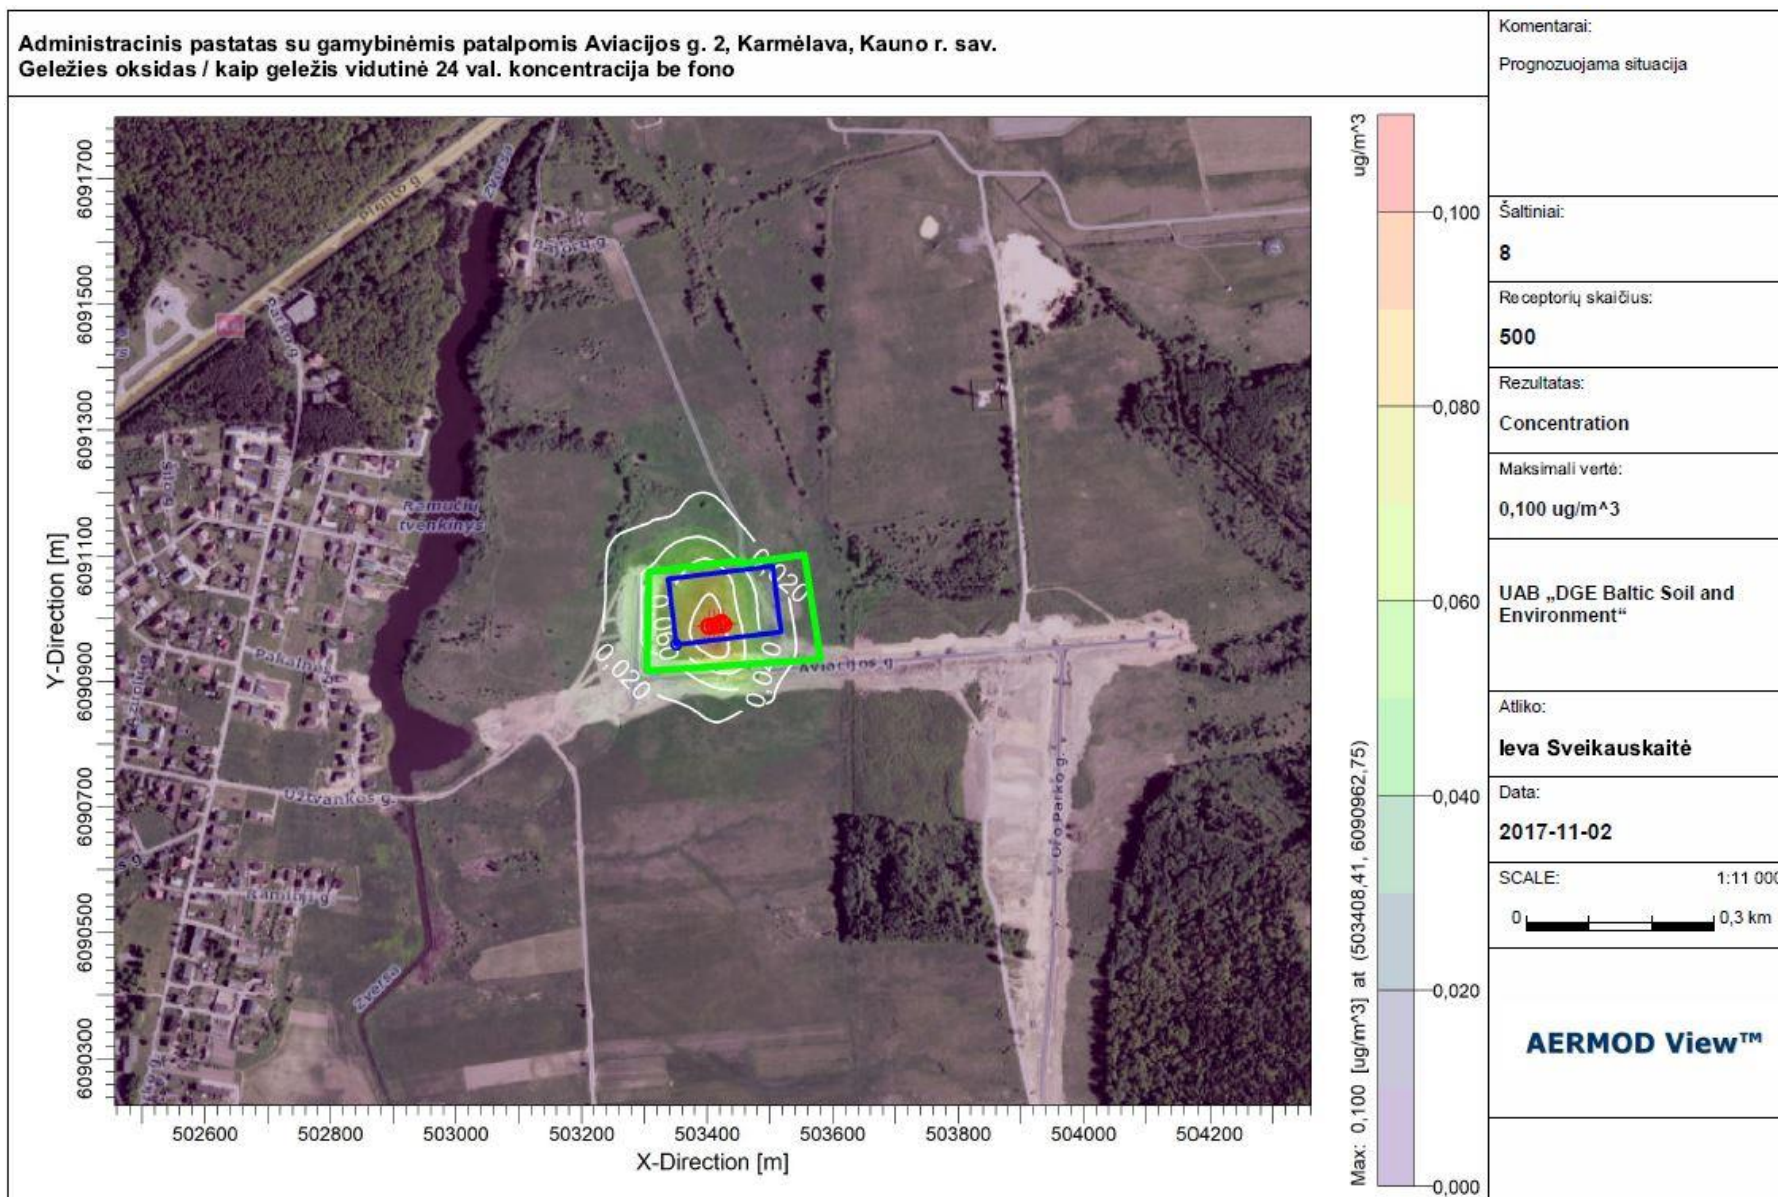 Administracinis pastatas su gamybinėmis patalpomis Aviacijos g. 2, Karmėlava, Kauno r. sav.
Geležies oksidas / kaip geležis vidutinė 24 val. koncentracija be fono
Komentarai:
Prognozuojama situacija
Šaltiniai:
8
Receptorių skaičius:
500
Rezultatas:
Concentration
Maksimali vertė:
0,100 ug/m^3
UAB „DGE Baltic Soil and
Environment“
Atliko:
Ieva Sveikauskaitė
Data:
2017-11-02
SCALE:
1:11 000
0
0,3 km
AERMOD View™
Y-Direction [m]
6091700
6091500
6091300
6091100
6090900
6090700
6090500
6090300
502600
502800
503000
503200
503400
503600
503800
504000
504200
X-Direction [m]
ug/m^3
0,100
0,080
0,060
0,040
0,020
0,000
Max: 0,100 [ug/m^3] at (503408,41, 6090962,75)
Parko g.
Ramučių
tvenkinys
Pakalnės g.
Užtvankos g.
Aviacijos g.
0,020
0,060
0,020